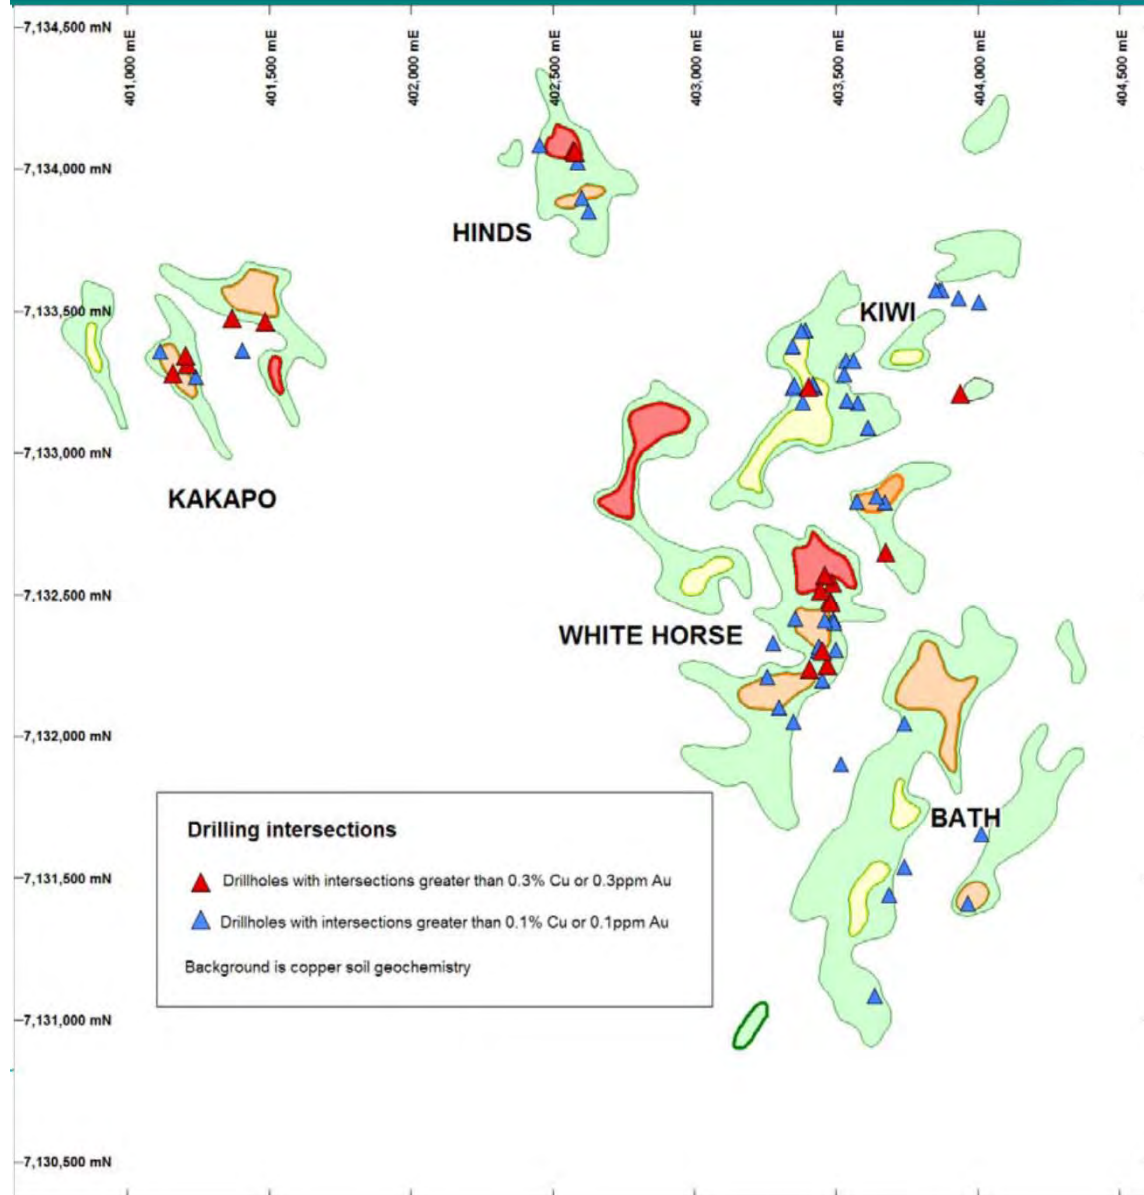 7,134,500 mN
401,000 mE
401,500 mE
402,000 mE
402,500 mE
403,000 mE
403,500 mE
404,000 mE
404,500 mE
7,134,000 mN
HINDS
7,133,500 mN
KIWI
7,133,000 mN
KAKAPO
7,132,500 mN
WHITE HORSE
7,132,000 mN
BATH
Drilling intersections
7,131,500 mN
Drillholes with intersections greater than 0.3% Cu or 0.3ppm Au
Drillholes with intersections greater than 0.1% Cu or 0.1ppm Au
Background is copper soil geochemistry
7,131,000 mN
7,130,500 mN